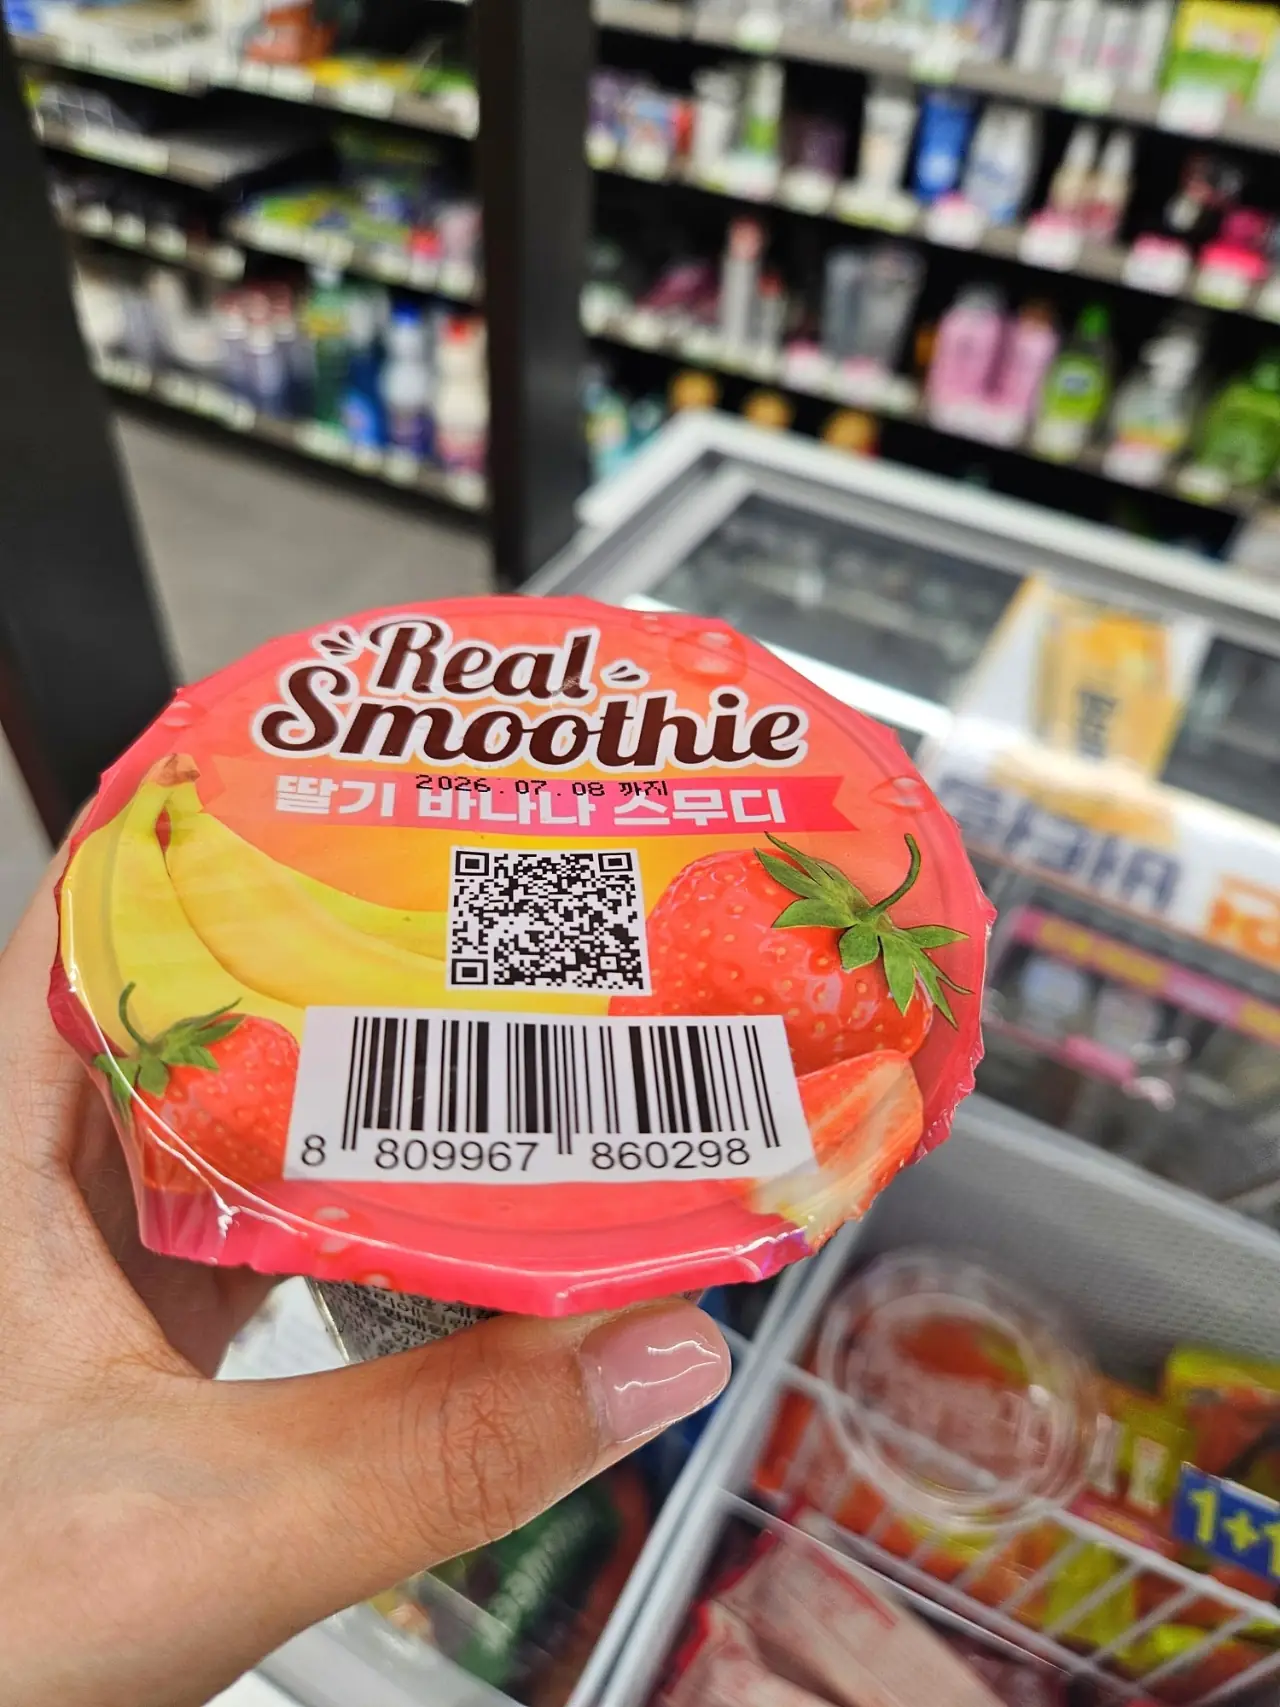 Real
Smoothie
2026.07.08 까지
딸기 바나나 스무디
8 809967 860298
1+1